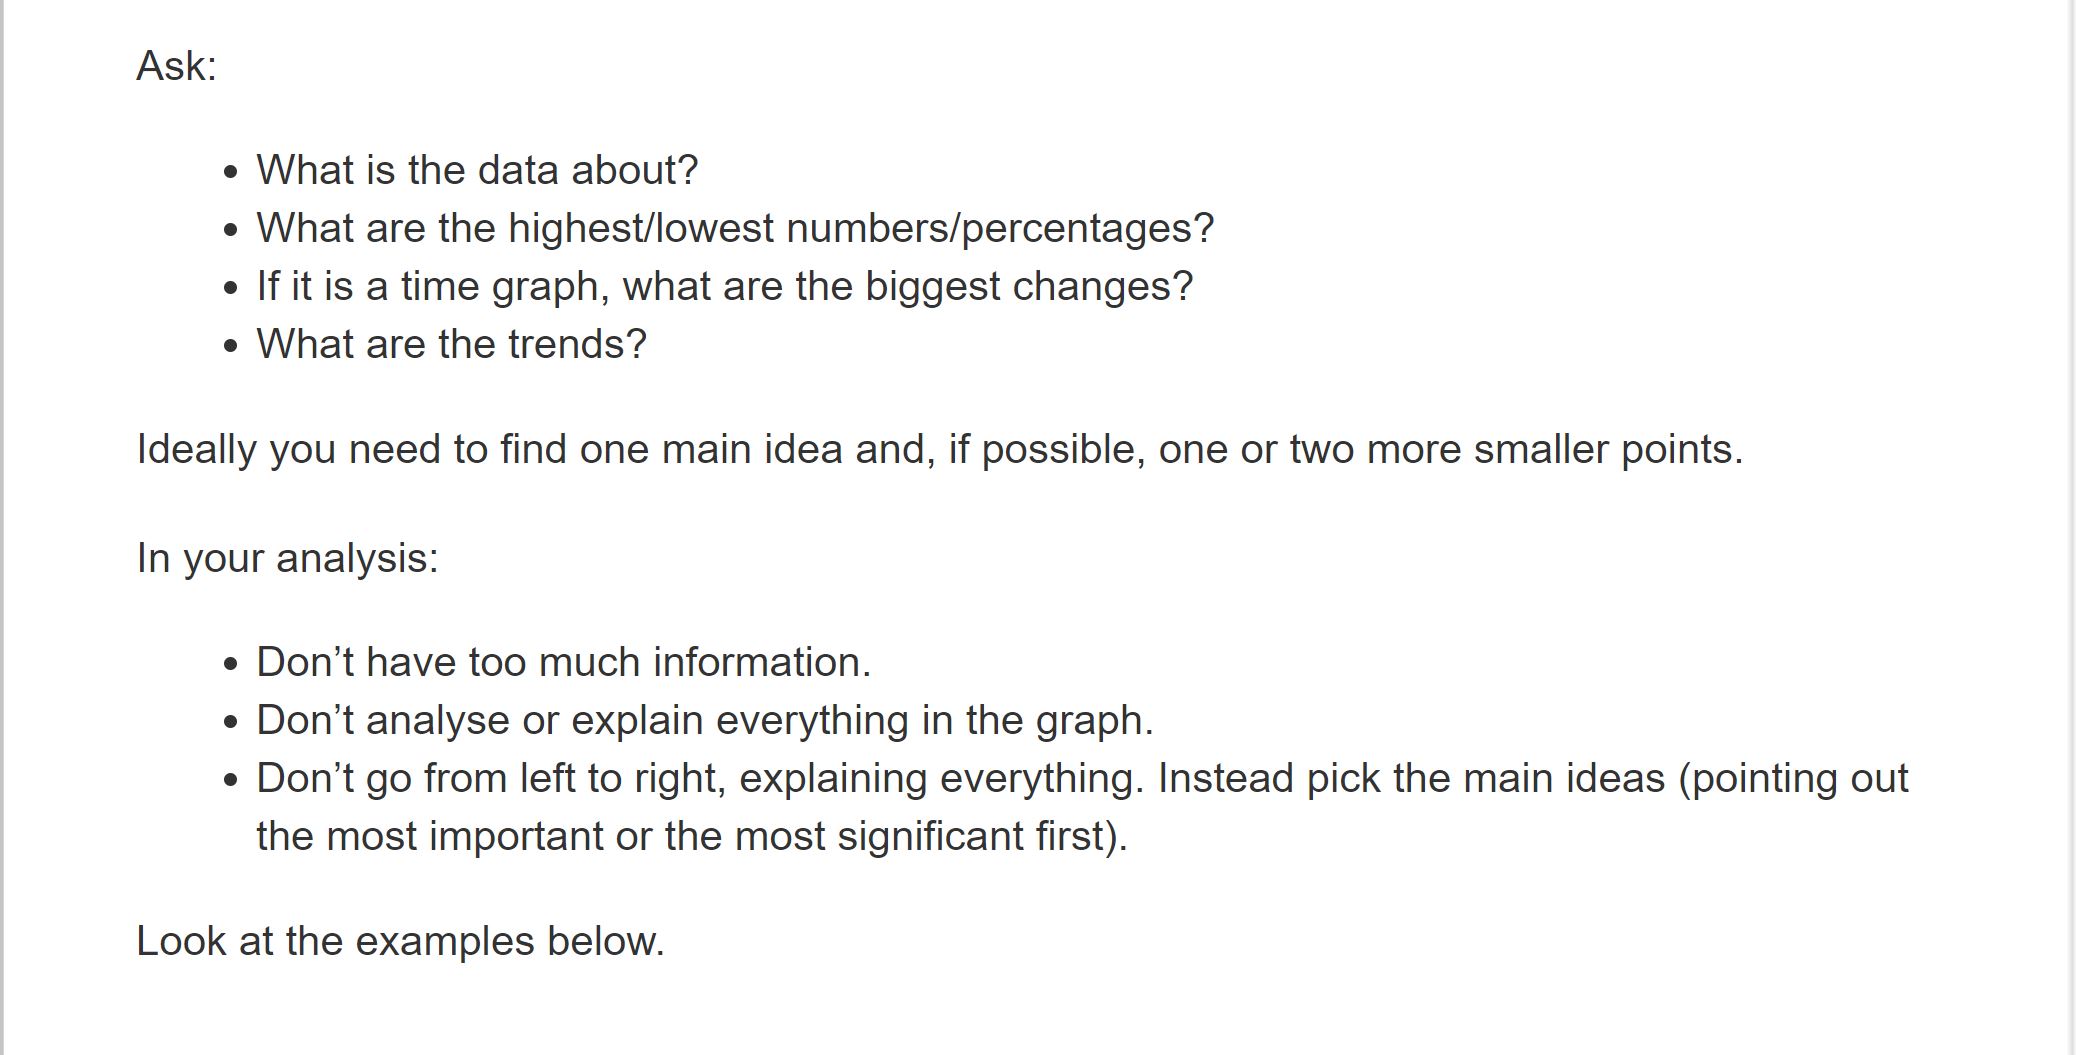 Ask:
• What is the data about?
• What are the highest/lowest numbers/percentages?
• If it is a time graph, what are the biggest changes?
• What are the trends?
Ideally you need to find one main idea and, if possible, one or two more smaller points.
In your analysis:
• Don’t have too much information.
• Don’t analyse or explain everything in the graph.
• Don’t go from left to right, explaining everything. Instead pick the main ideas (pointing out
the most important or the most significant first).
Look at the examples below.